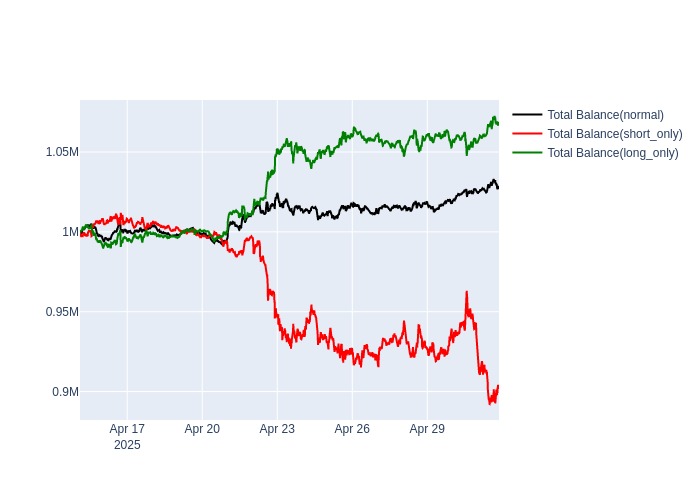 Total Balance(normal)
Total Balance(short_only)
Total Balance(long_only)
1.05M
1M
0.95M
0.9M
Apr 17
2025
Apr 20
Apr 23
Apr 26
Apr 29